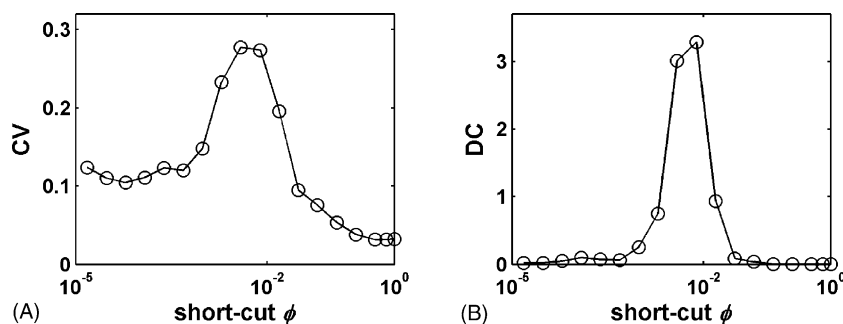 0.3
0.2
0.1
0
CV
10^-5
10^-2
10^0
short-cut ϕ
(A)
3
2
1
0
DC
10^-5
10^-2
10^0
short-cut ϕ
(B)